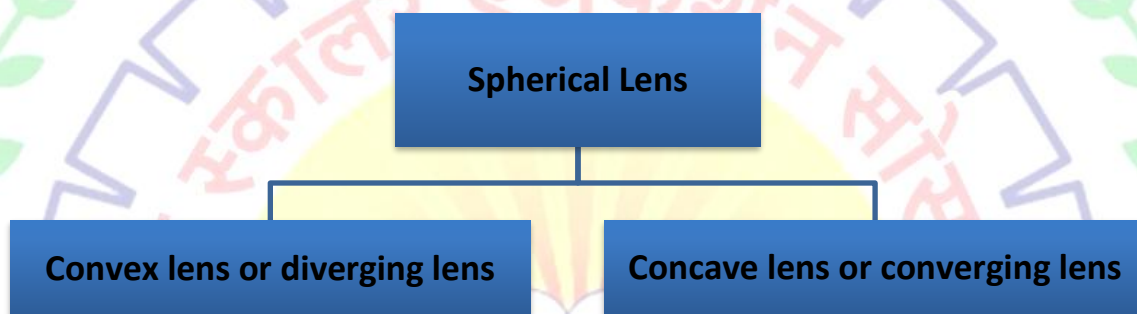 Spherical Lens
Convex lens or diverging lens
Concave lens or converging lens